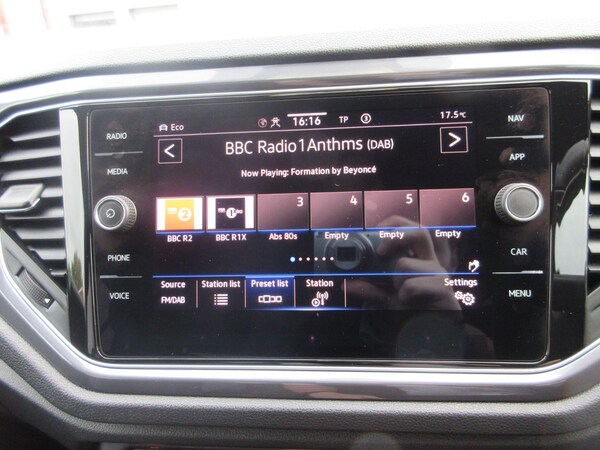 RADIO
MEDIA
PHONE
VOICE
Eco
16:16
TP
3
17.5°C
BBC Radio1Anthms (DAB)
Now Playing: Formation by Beyoncé
2
1X
3
4
5
6
BBC R2
BBC R1X
Abs 80s
Empty
Empty
Empty
Source
Station list
Preset list
Station
Settings
FM/DAB
NAV
APP
CAR
MENU